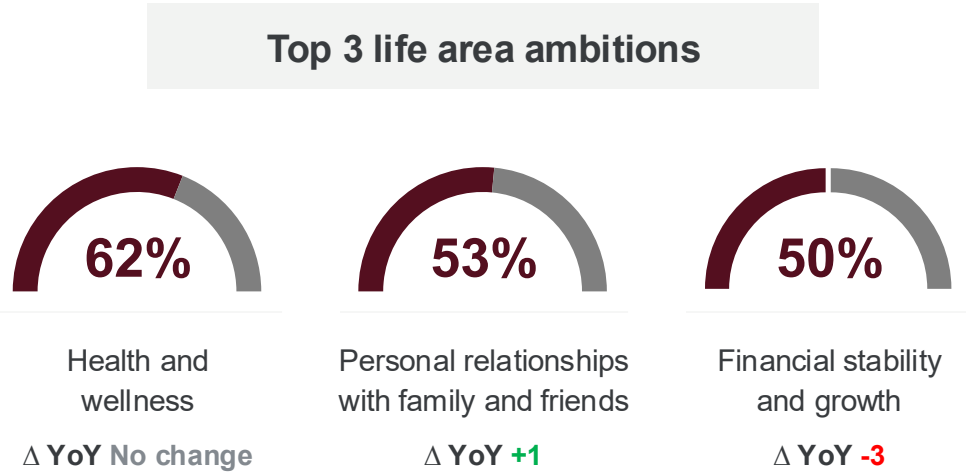 Top 3 life area ambitions
62%
53%
50%
Health and
wellness
Personal relationships
with family and friends
Financial stability
and growth
Δ YoY No change
Δ YoY +1
Δ YoY -3